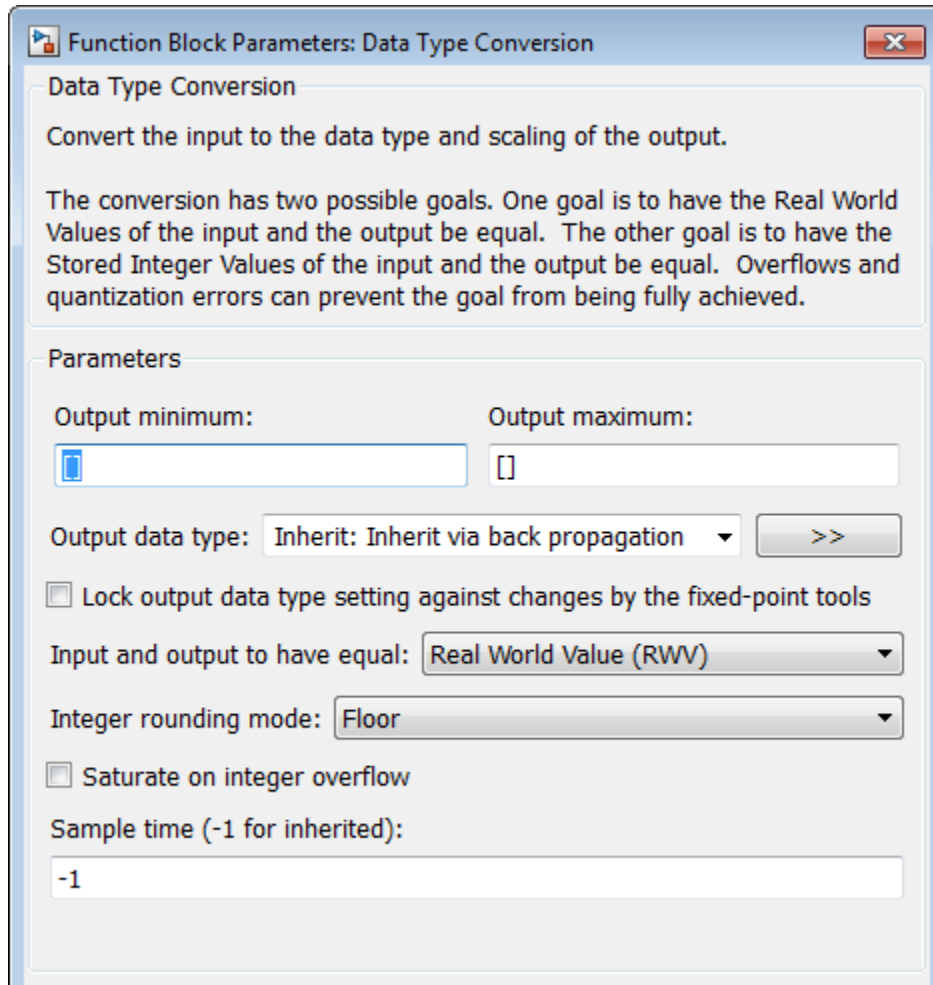 Function Block Parameters: Data Type Conversion
Data Type Conversion
Convert the input to the data type and scaling of the output.
The conversion has two possible goals. One goal is to have the Real World
Values of the input and the output be equal.  The other goal is to have the
Stored Integer Values of the input and the output be equal.  Overflows and
quantization errors can prevent the goal from being fully achieved.
Parameters
Output minimum: Output maximum:
[] []
Output data type: Inherit: Inherit via back propagation >>
Lock output data type setting against changes by the fixed-point tools
Input and output to have equal: Real World Value (RWV)
Integer rounding mode: Floor
Saturate on integer overflow
Sample time (-1 for inherited):
-1